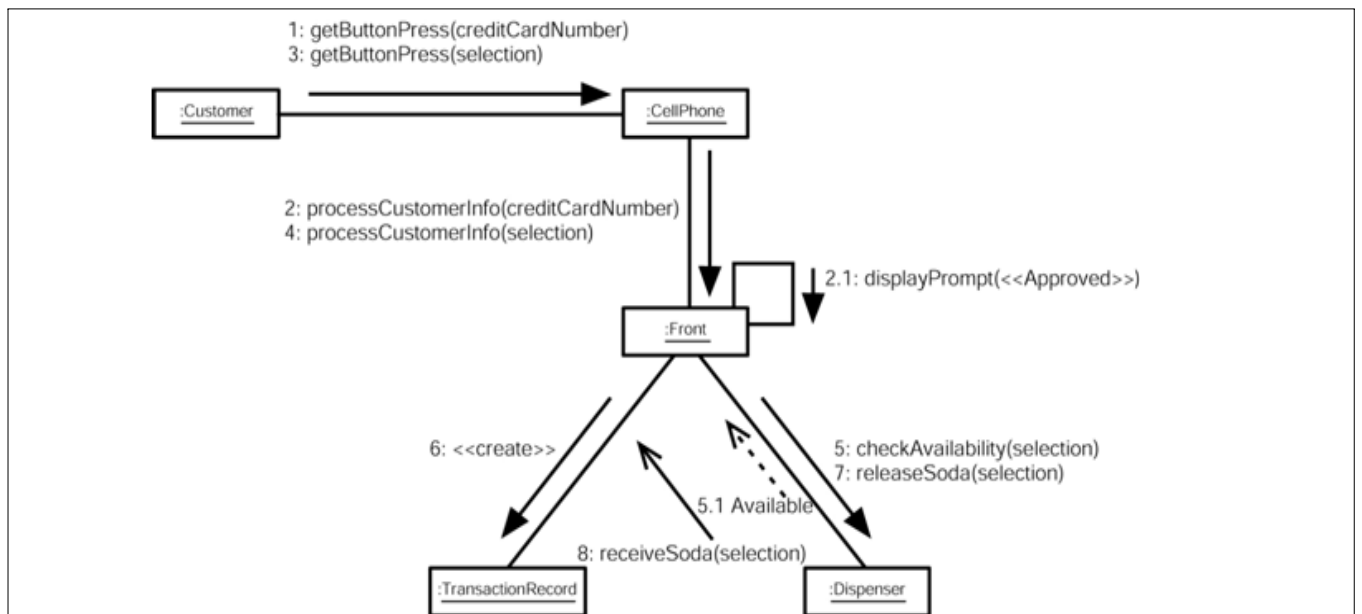 1: getButtonPress(creditCardNumber)
3: getButtonPress(selection)
:Customer
:CellPhone
2: processCustomerInfo(creditCardNumber)
4: processCustomerInfo(selection)
2.1: displayPrompt(<<Approved>>)
:Front
6: <<create>>
5: checkAvailability(selection)
7: releaseSoda(selection)
5.1 Available
8: receiveSoda(selection)
:TransactionRecord
:Dispenser